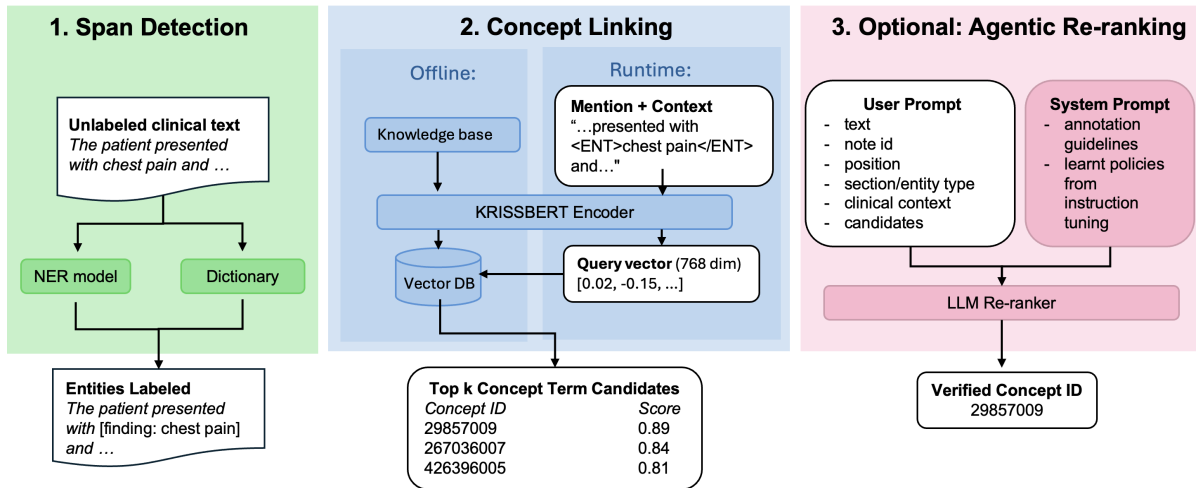 1. Span Detection
Unlabeled clinical text
The patient presented
with chest pain and …
NER model
Dictionary
Entities Labeled
The patient presented
with [finding: chest pain]
and …
2. Concept Linking
Offline:
Knowledge base
Runtime:
Mention + Context
“…presented with
<ENT>chest pain</ENT>
and…"
KRISSBERT Encoder
Vector DB
Query vector (768 dim)
[0.02, -0.15, ...]
Top k Concept Term Candidates
Concept ID Score
29857009 0.89
267036007 0.84
426396005 0.81
3. Optional: Agentic Re-ranking
User Prompt
- text
- note id
- position
- section/entity type
- clinical context
- candidates
System Prompt
- annotation
guidelines
- learnt policies
from
instruction
tuning
LLM Re-ranker
Verified Concept ID
29857009